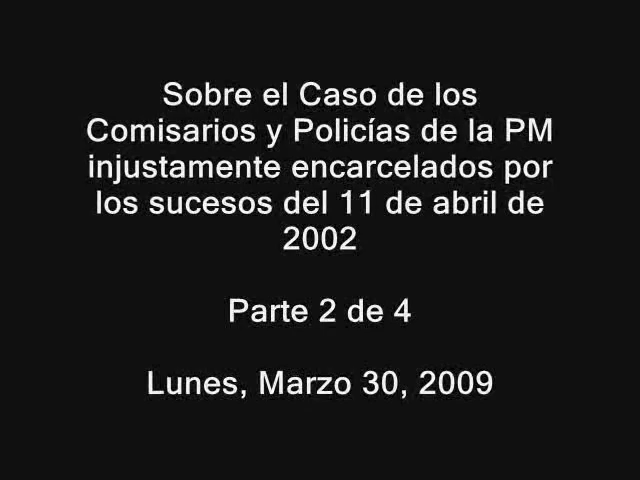 Sobre el Caso de los
Comisarios y Policías de la PM
injustamente encarcelados por
los sucesos del 11 de abril de
2002
Parte 2 de 4
Lunes, Marzo 30, 2009